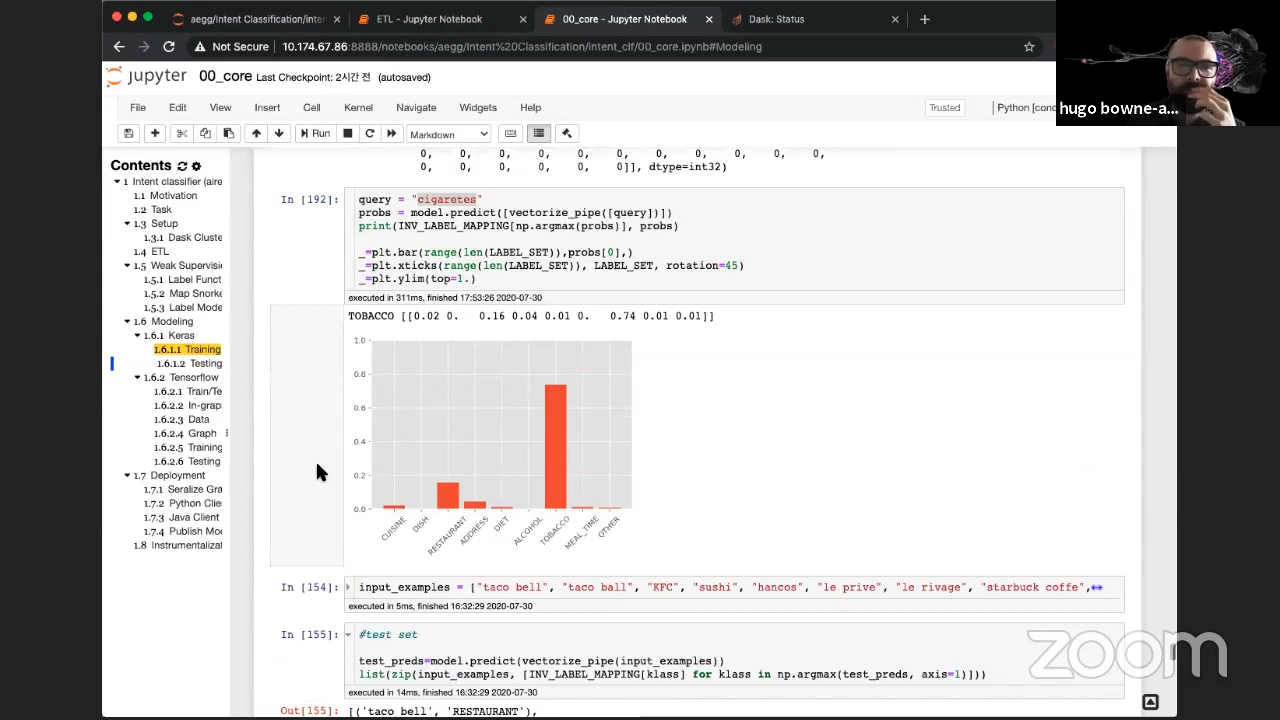 aegg/Intent Classification/inter
ETL - Jupyter Notebook
00_core - Jupyter Notebook
Dask: Status
Not Secure 10.174.67.86:8888/notebooks/aegg/Intent%20Classification/intent_clf/00_core.ipynb#Modeling
hugo bowne-a...
jupyter 00_core Last Checkpoint: 2시간 전 (autosaved)
File Edit View Insert Cell Kernel Navigate Widgets Help
Trusted
Python [cond
Run
Markdown
Contents
1 Intent classifier (aire
1.1 Motivation
1.2 Task
1.3 Setup
1.3.1 Dask Cluste
1.4 ETL
1.5 Weak Supervisi
1.5.1 Label Funct
1.5.2 Map Snorke
1.5.3 Label Mode
1.6 Modeling
1.6.1 Keras
1.6.1.1 Training
1.6.1.2 Testing
1.6.2 Tensorflow
1.6.2.1 Train/Te
1.6.2.2 In-graph
1.6.2.3 Data
1.6.2.4 Graph
1.6.2.5 Training
1.6.2.6 Testing
1.7 Deployment
1.7.1 Seralize Gra
1.7.2 Python Clie
1.7.3 Java Client
1.7.4 Publish Mod
1.8 Instrumentalizat
0, 0, 0, 0, 0, 0, 0, 0, 0, 0, 0,
0, 0, 0, 0, 0]], dtype=int32)
In [192]:
query = "cigaretes"
probs = model.predict([vectorize_pipe([query])])
print(INV_LABEL_MAPPING[np.argmax(probs)], probs)
_=plt.bar(range(len(LABEL_SET)),probs[0],)
_=plt.xticks(range(len(LABEL_SET)), LABEL_SET, rotation=45)
_=plt.ylim(top=1.)
executed in 311ms, finished 17:53:26 2020-07-30
TOBACCO [[0.02 0. 0.16 0.04 0.01 0. 0.74 0.01 0.01]]
1.0
0.8
0.6
0.4
0.2
0.0
CUISINE DISH RESTAURANT ADDRESS DIET ALCOHOL TOBACCO MEAL_TIME OTHER
In [154]:
input_examples = ["taco bell", "taco ball", "KFC", "sushi", "hancos", "le prive", "le rivage", "starbuck coffe",
executed in 5ms, finished 16:32:29 2020-07-30
In [155]:
#test set
test_preds=model.predict(vectorize_pipe(input_examples))
list(zip(input_examples, [INV_LABEL_MAPPING[klass] for klass in np.argmax(test_preds, axis=1)]))
executed in 14ms, finished 16:32:29 2020-07-30
Out[155]: [('taco bell', 'RESTAURANT'),
zoom